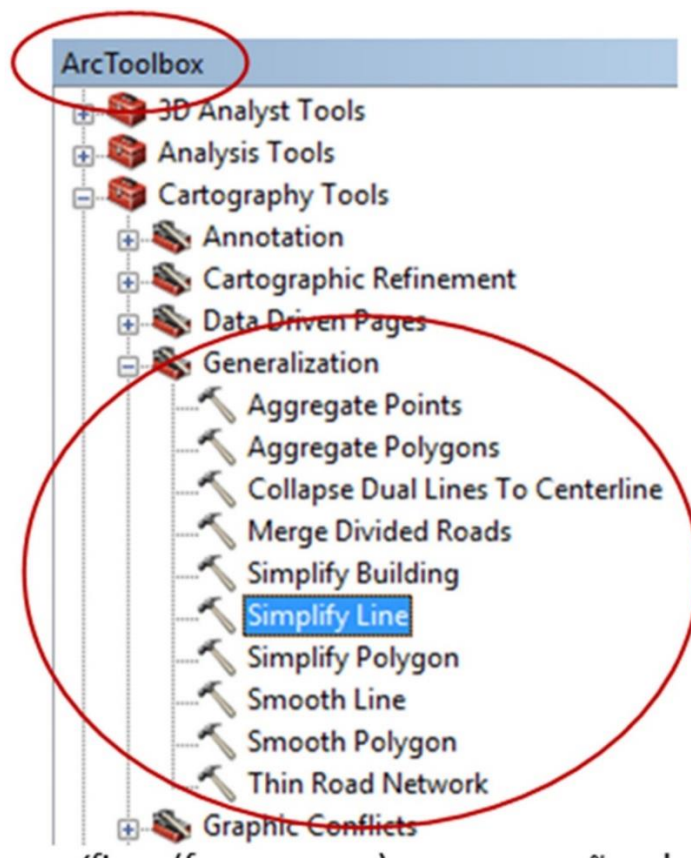 ArcToolbox
3D Analyst Tools
Analysis Tools
Cartography Tools
Annotation
Cartographic Refinement
Data Driven Pages
Generalization
Aggregate Points
Aggregate Polygons
Collapse Dual Lines To Centerline
Merge Divided Roads
Simplify Building
Simplify Line
Simplify Polygon
Smooth Line
Smooth Polygon
Thin Road Network
Graphic Conflicts